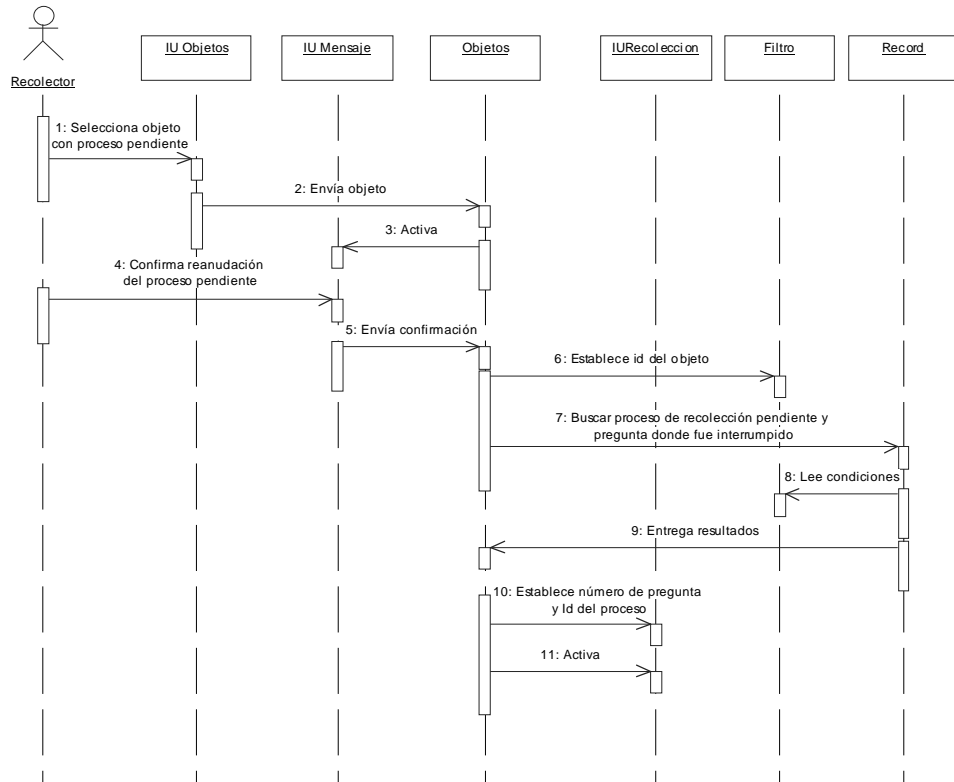 IU Objetos
IU Mensaje
Objetos
IURecoleccion
Filtro
Record
Recolector
1: Selecciona objeto
con proceso pendiente
2: Envía objeto
3: Activa
4: Confirma reanudación
del proceso pendiente
5: Envía confirmación
6: Establece id del objeto
7: Buscar proceso de recolección pendiente y
pregunta donde fue interrumpido
8: Lee condiciones
9: Entrega resultados
10: Establece número de pregunta
y Id del proceso
11: Activa